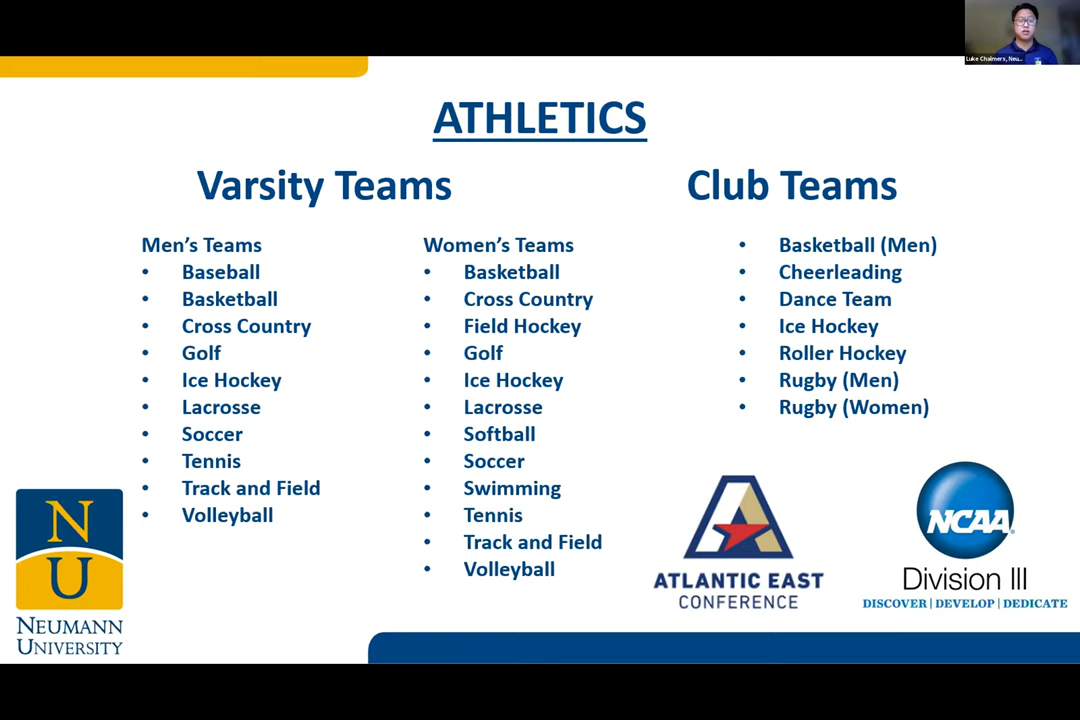 Luke Chalmers, Neu...
ATHLETICS
Varsity Teams
Men’s Teams
• Baseball
• Basketball
• Cross Country
• Golf
• Ice Hockey
• Lacrosse
• Soccer
• Tennis
• Track and Field
• Volleyball
Women’s Teams
• Basketball
• Cross Country
• Field Hockey
• Golf
• Ice Hockey
• Lacrosse
• Softball
• Soccer
• Swimming
• Tennis
• Track and Field
• Volleyball
Club Teams
• Basketball (Men)
• Cheerleading
• Dance Team
• Ice Hockey
• Roller Hockey
• Rugby (Men)
• Rugby (Women)
N
U
NEUMANN
UNIVERSITY
A
ATLANTIC EAST
CONFERENCE
NCAA
Division III
DISCOVER | DEVELOP | DEDICATE